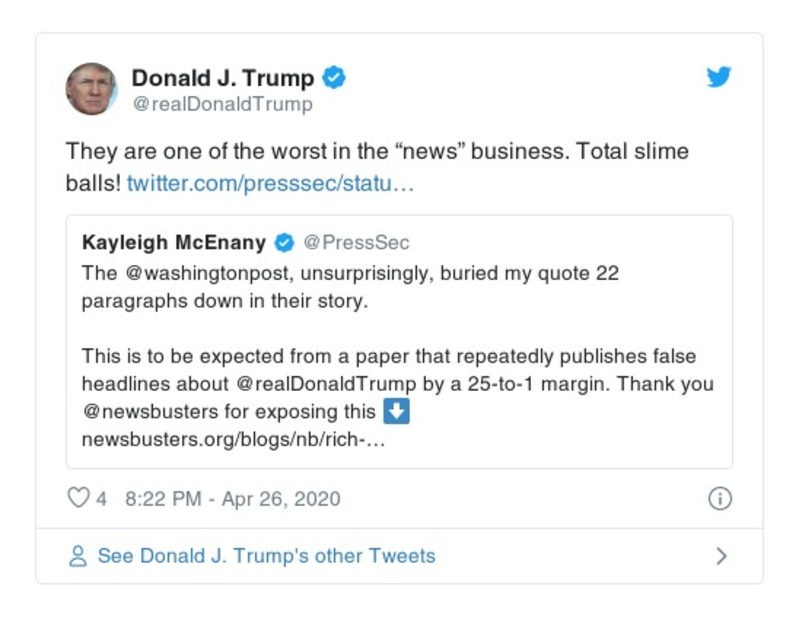 Donald J. Trump
@realDonaldTrump
They are one of the worst in the “news” business. Total slime
balls! twitter.com/presssec/statu…
Kayleigh McEnany @PressSec
The @washingtonpost, unsurprisingly, buried my quote 22
paragraphs down in their story.
This is to be expected from a paper that repeatedly publishes false
headlines about @realDonaldTrump by a 25-to-1 margin. Thank you
@newsbusters for exposing this ⬇️
newsbusters.org/blogs/nb/rich-…
4 8:22 PM - Apr 26, 2020
See Donald J. Trump's other Tweets